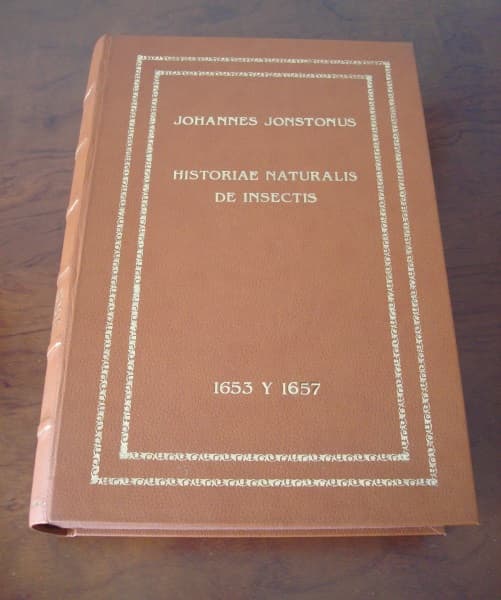 JOHANNES JONSTONUS
HISTORIAE NATURALIS
DE INSECTIS
1653 Y 1657